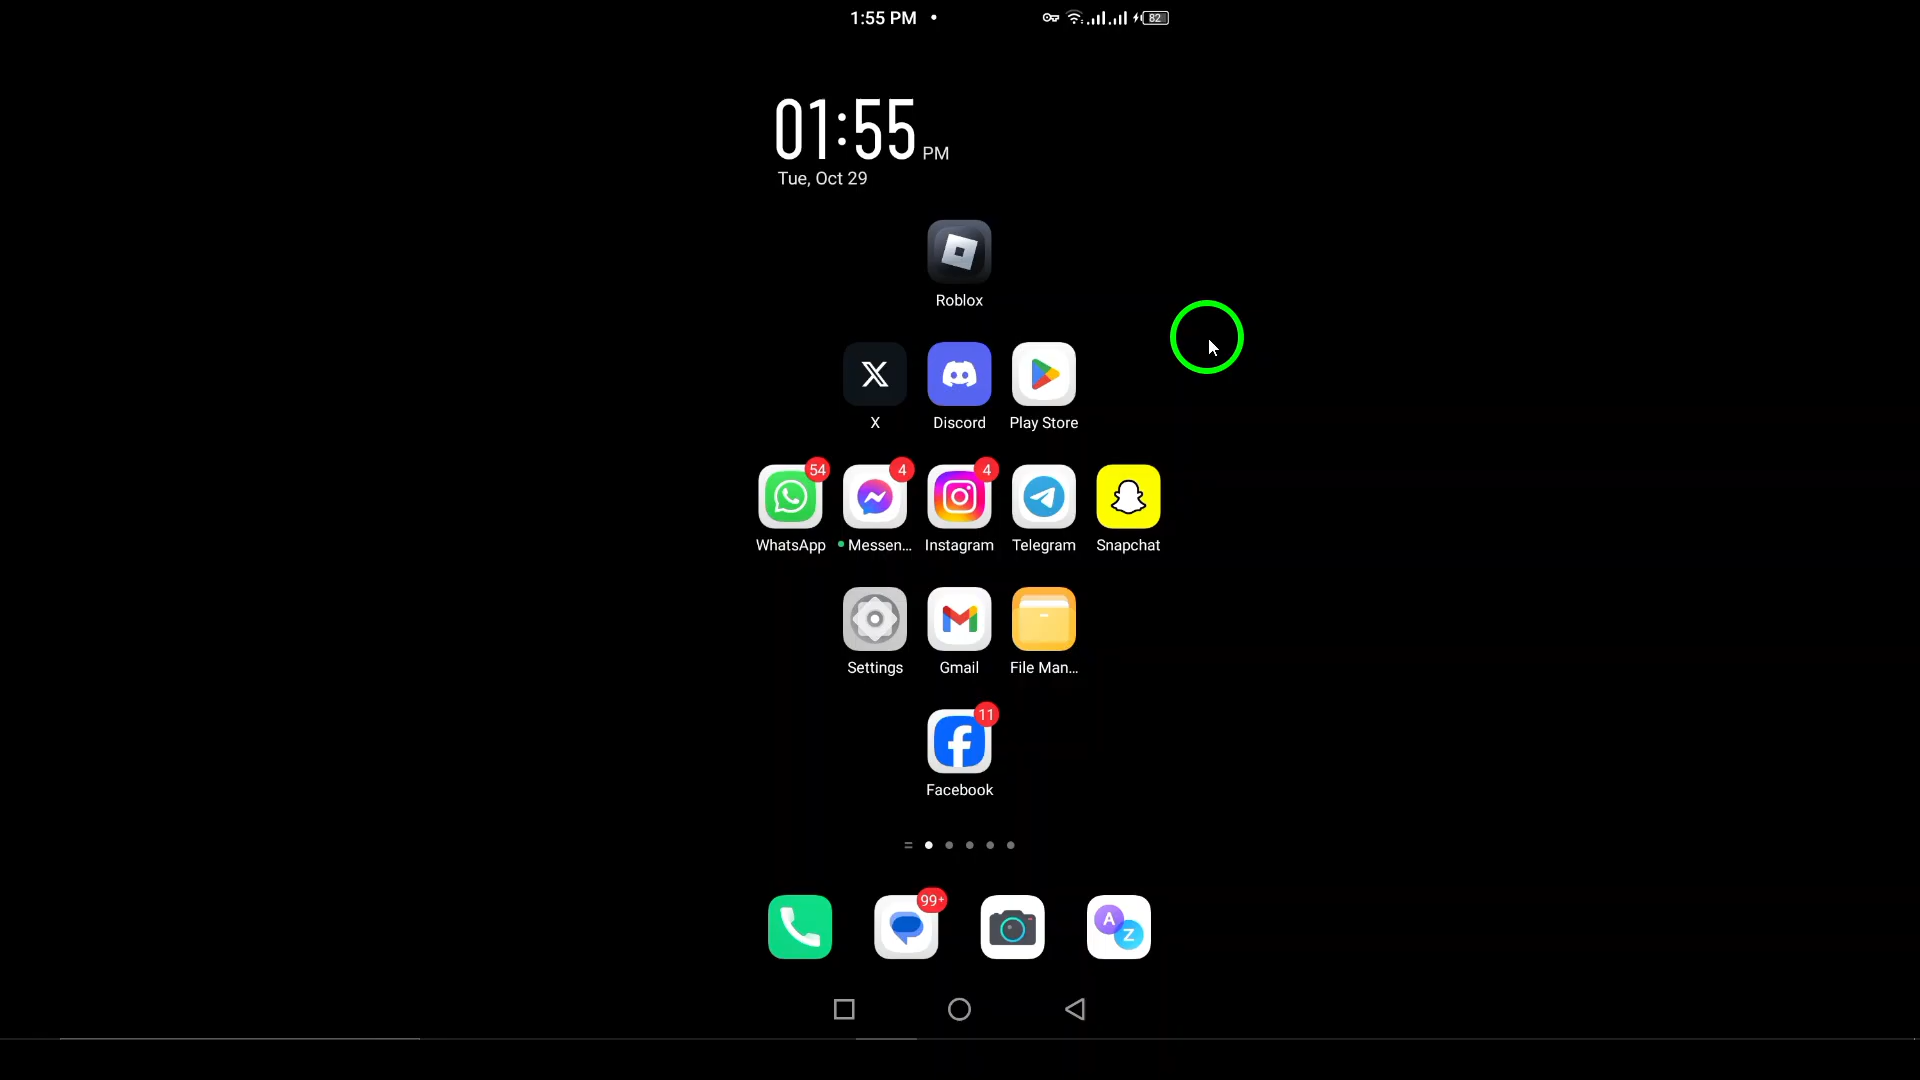 1:55 PM
82
01:55 PM
Tue, Oct 29
Roblox
X
X Discord Play Store
54 4 4
WhatsApp Messen... Instagram Telegram Snapchat
Settings Gmail File Man...
11
Facebook
99+
A
Z